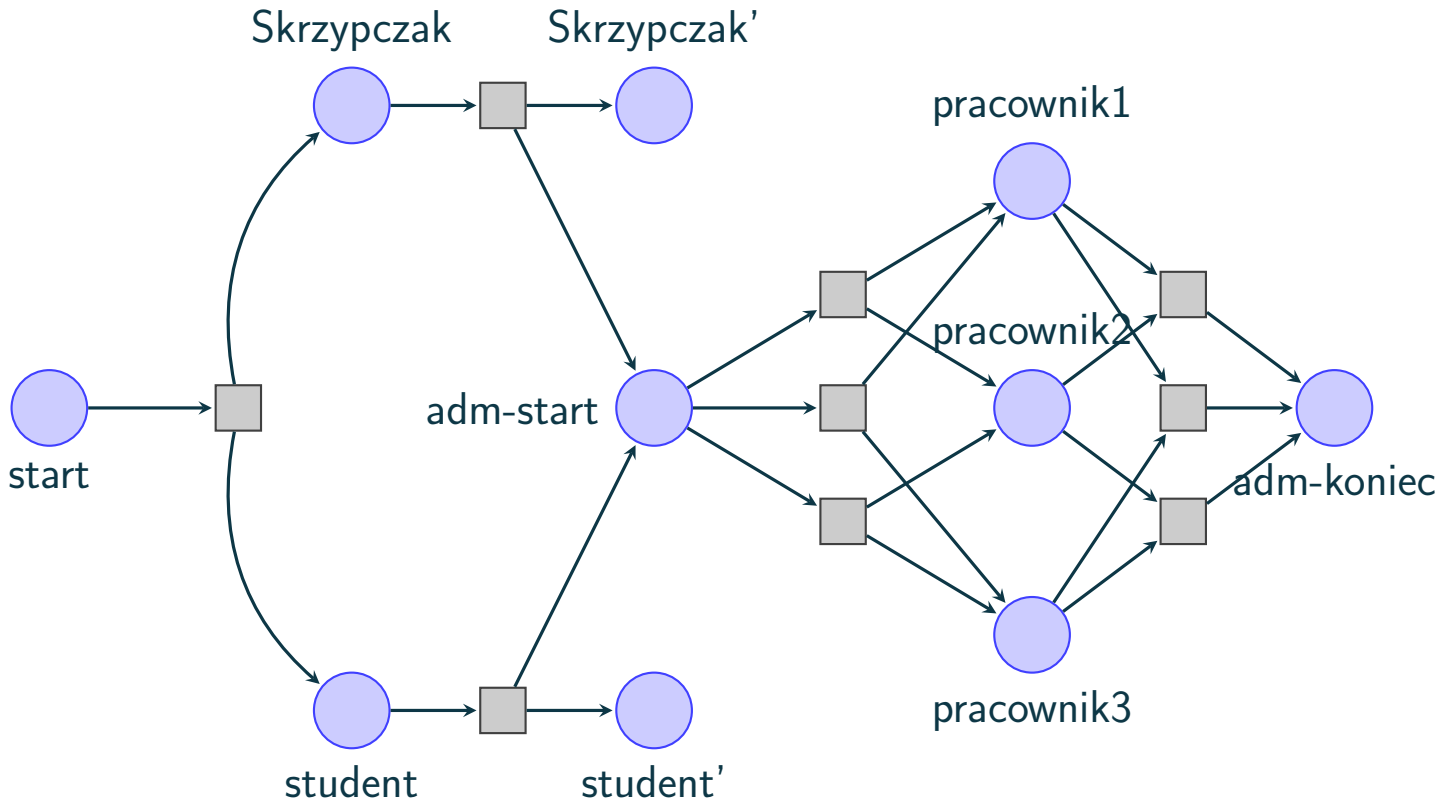 Skrzypczak
Skrzypczak'
pracownik1
pracownik2
adm-start
start
adm-koniec
pracownik3
student
student'